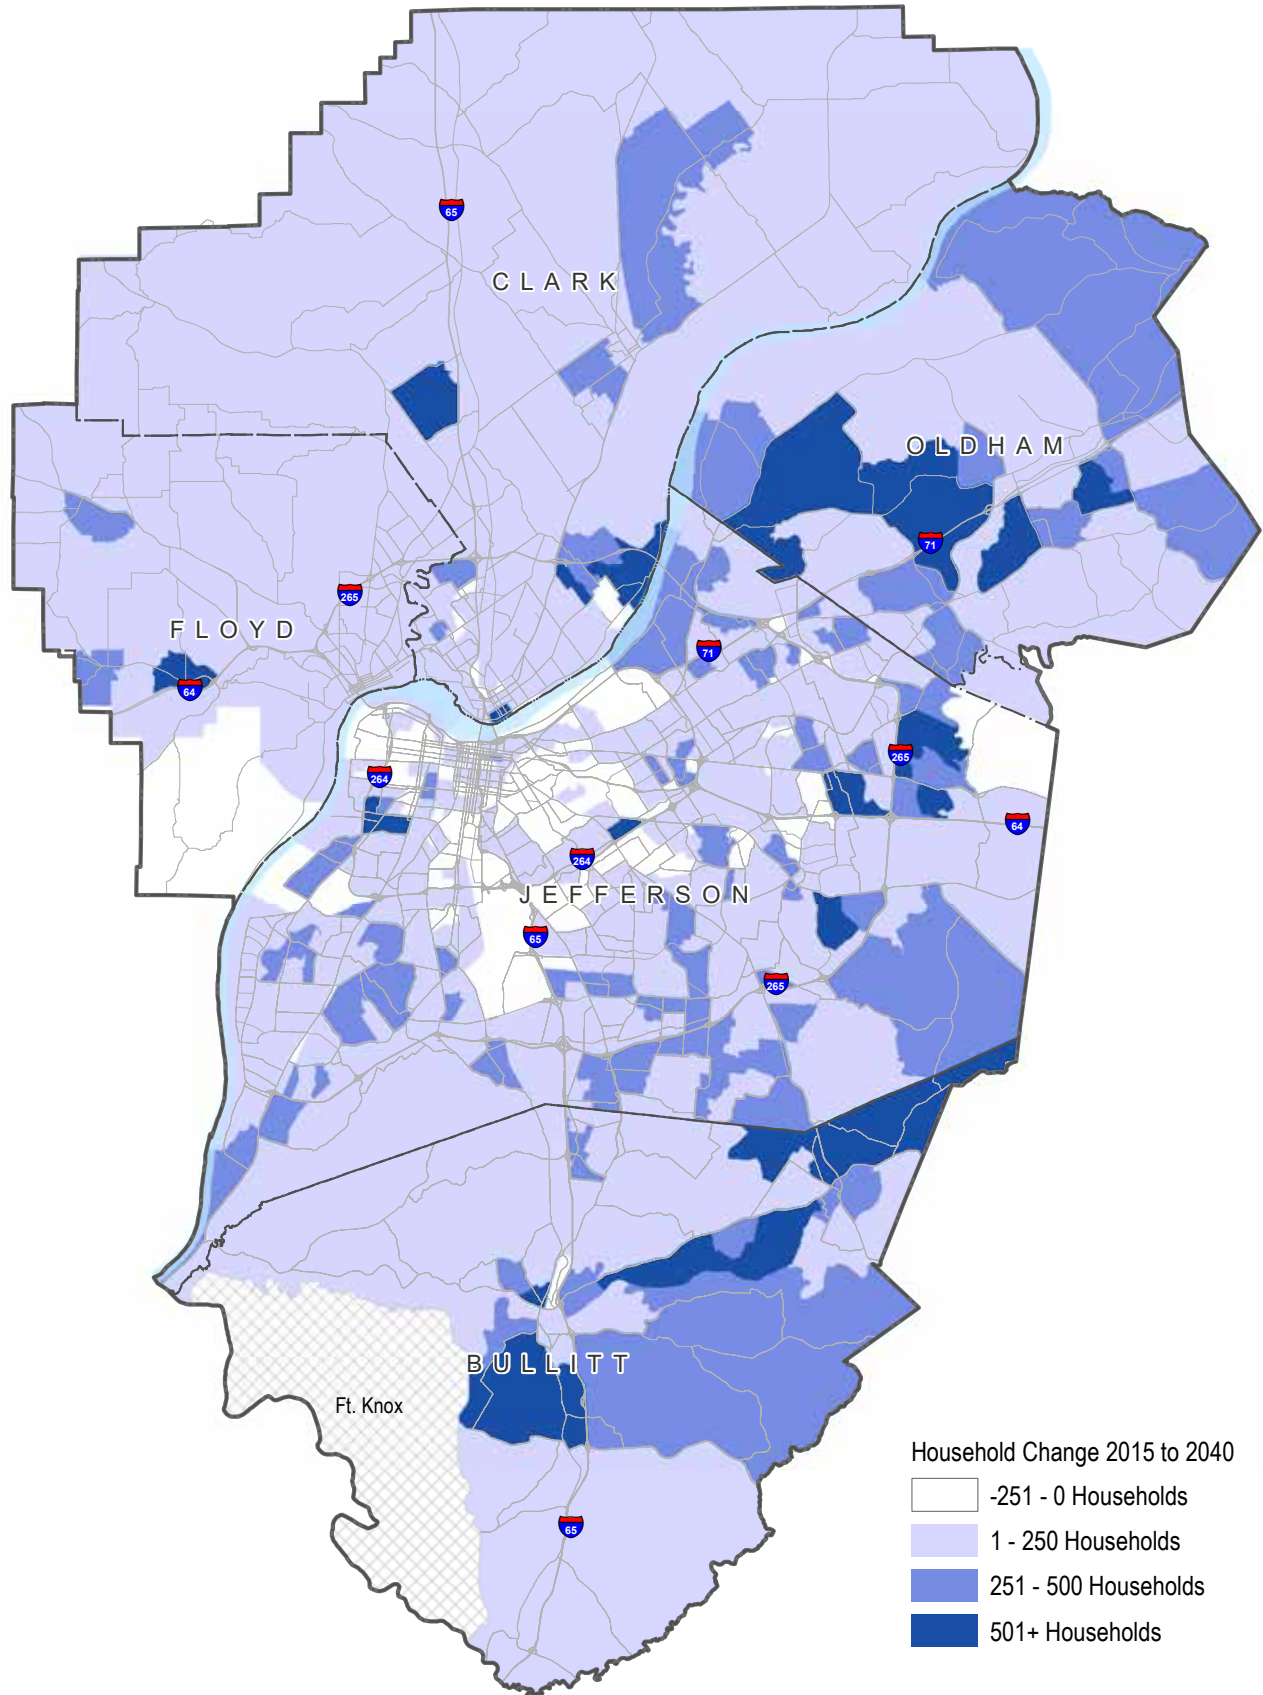 65
CLARK
OLDHAM
71
265
FLOYD
71
64
265
264
64
264
JEFFERSON
65
265
BULLITT
Ft. Knox
Household Change 2015 to 2040
-251 - 0 Households
1 - 250 Households
65
251 - 500 Households
501+ Households